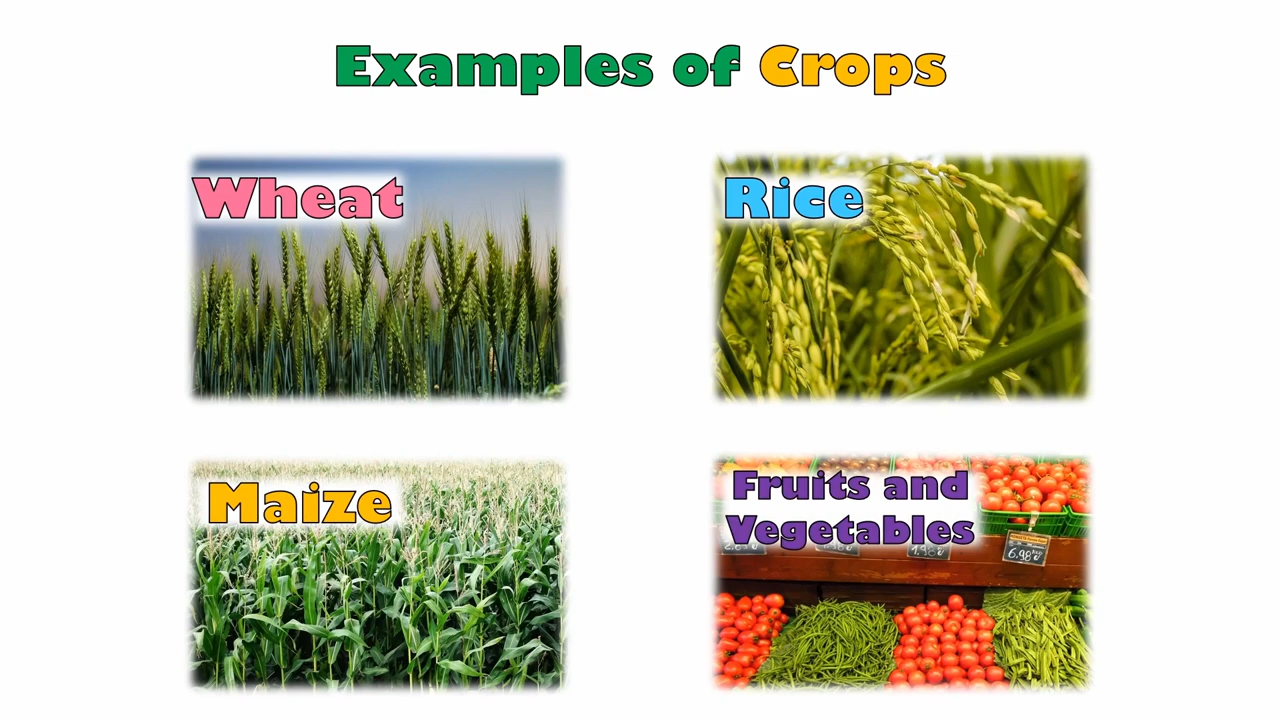 Examples of Crops
Wheat
Rice
Maize
Fruits and
Vegetables
6.98